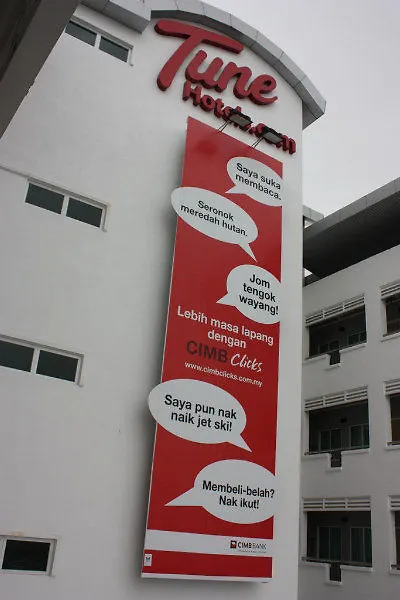 Tune
Hotels.com
Saya suka
membaca.
Seronok
meredah hutan.
Jom
tengok
wayang!
Lebih masa lapang
dengan
CIMB Clicks
www.cimbclicks.com.my
Saya pun nak
naik jet ski!
Membeli-belah?
Nak ikut!
CIMB BANK